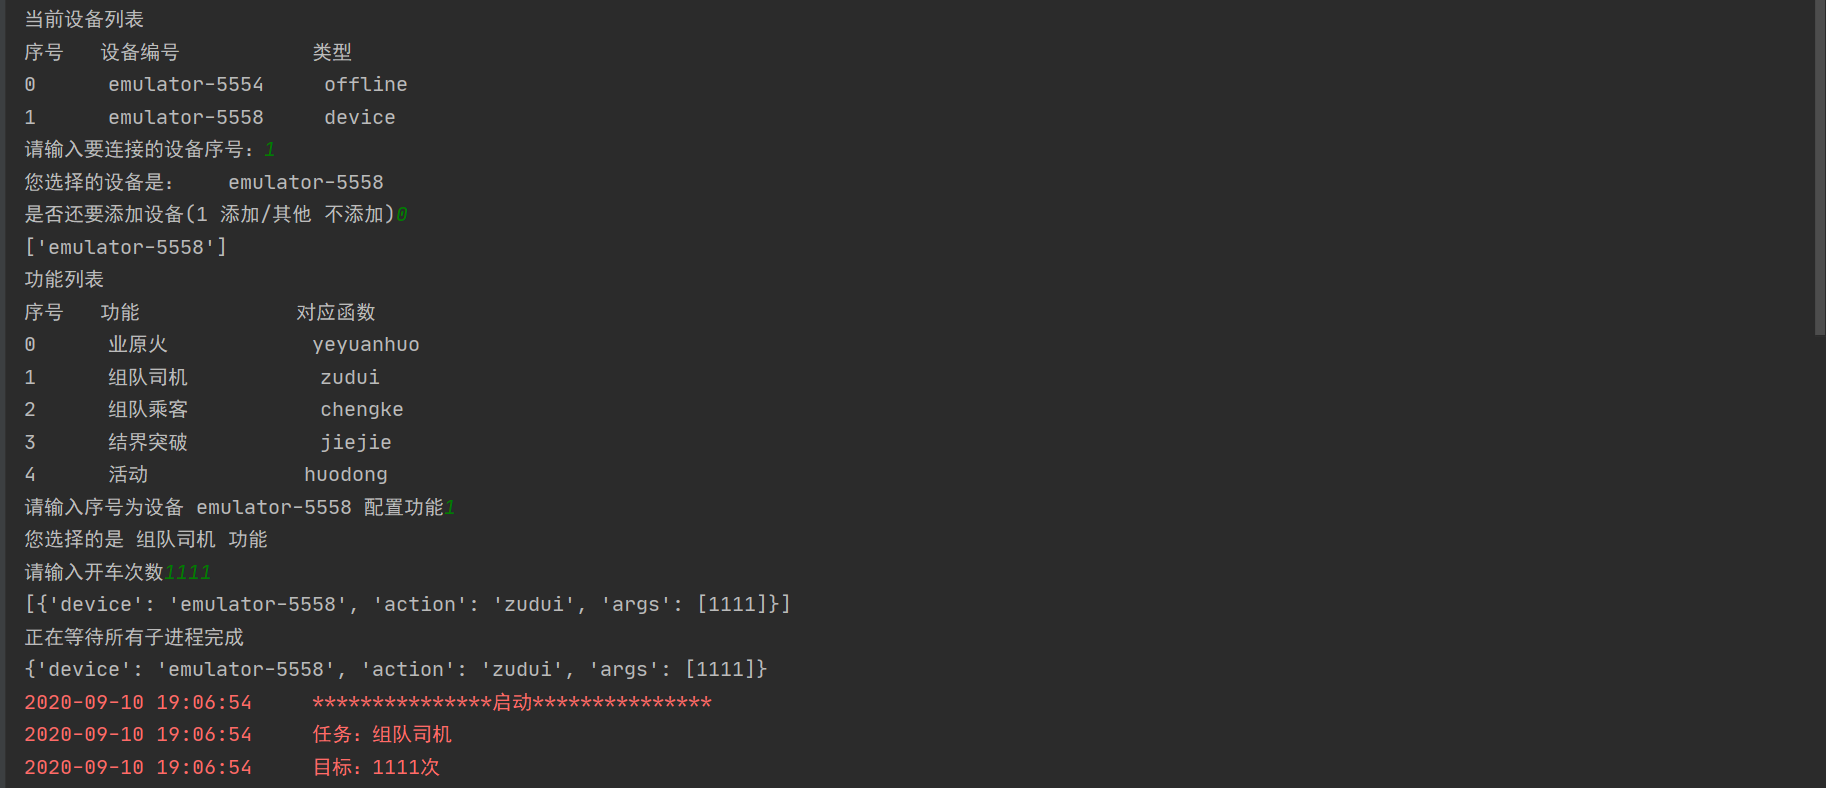 当前设备列表
序号 设备编号 类型
0 emulator-5554 offline
1 emulator-5558 device
请输入要连接的设备序号：1
您选择的设备是： emulator-5558
是否还要添加设备(1 添加/其他 不添加)0
['emulator-5558']
功能列表
序号 功能 对应函数
0 业原火 yeyuanhuo
1 组队司机 zudui
2 组队乘客 chengke
3 结界突破 jiejie
4 活动 huodong
请输入序号为设备 emulator-5558 配置功能1
您选择的是 组队司机 功能
请输入开车次数1111
[{'device': 'emulator-5558', 'action': 'zudui', 'args': [1111]}]
正在等待所有子进程完成
{'device': 'emulator-5558', 'action': 'zudui', 'args': [1111]}
2020-09-10 19:06:54 ***************启动***************
2020-09-10 19:06:54 任务：组队司机
2020-09-10 19:06:54 目标：1111次